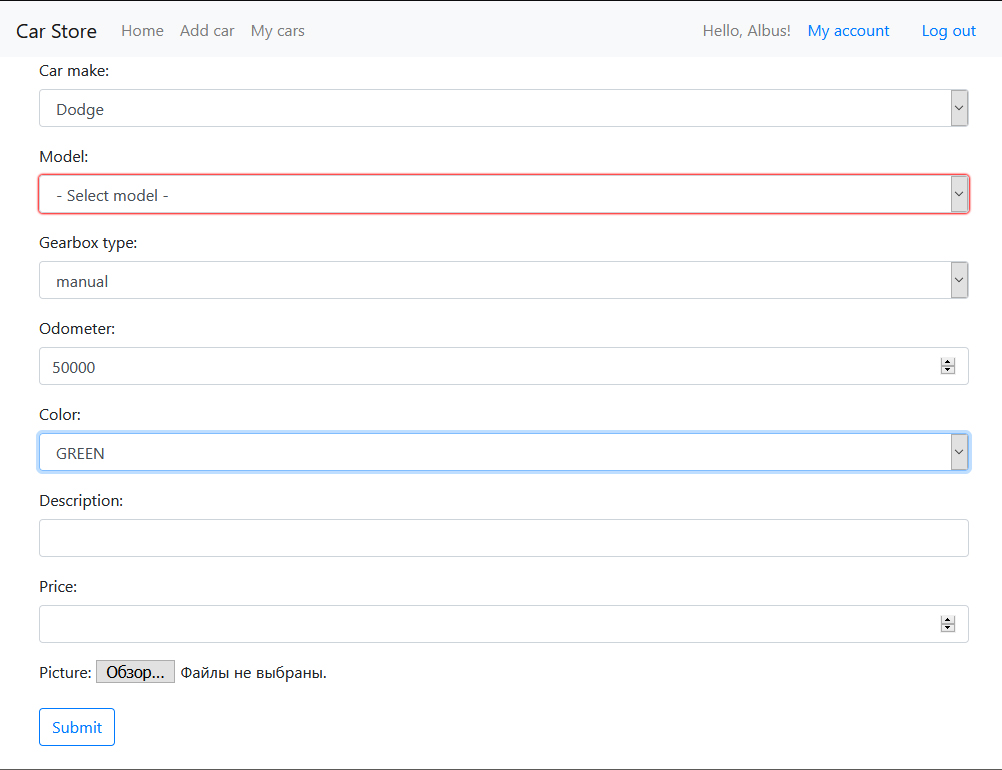 Car Store Home Add car My cars Hello, Albus! My account Log out
Car make:
Dodge
Model:
- Select model -
Gearbox type:
manual
Odometer:
50000
Color:
GREEN
Description:
Price:
Picture: Обзор... Файлы не выбраны.
Submit